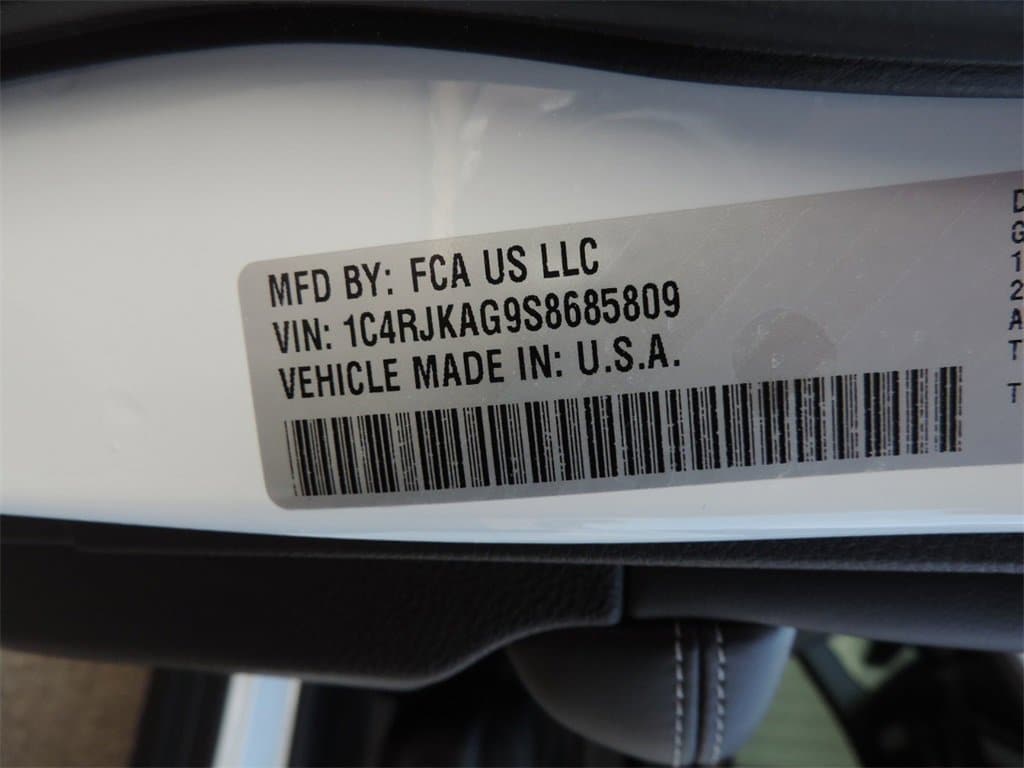 MFD BY: FCA US LLC
VIN: 1C4RJKAG9S8685809
VEHICLE MADE IN: U.S.A.